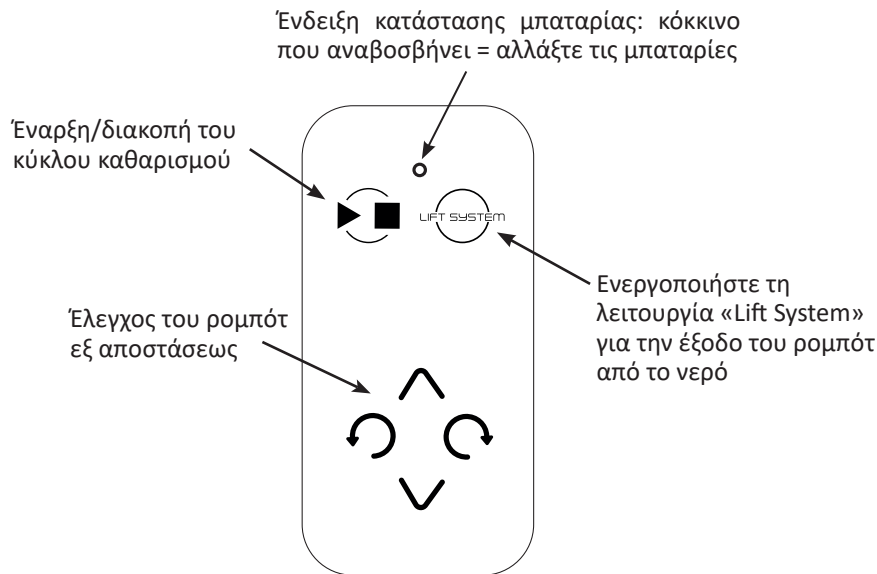 Ένδειξη κατάστασης μπαταρίας: κόκκινο
που αναβοσβήνει = αλλάξτε τις μπαταρίες
Έναρξη/διακοπή του
κύκλου καθαρισμού
LIFT SYSTEM
Ενεργοποιήστε τη
λειτουργία «Lift System»
για την έξοδο του ρομπότ
από το νερό
Έλεγχος του ρομπότ
εξ αποστάσεως